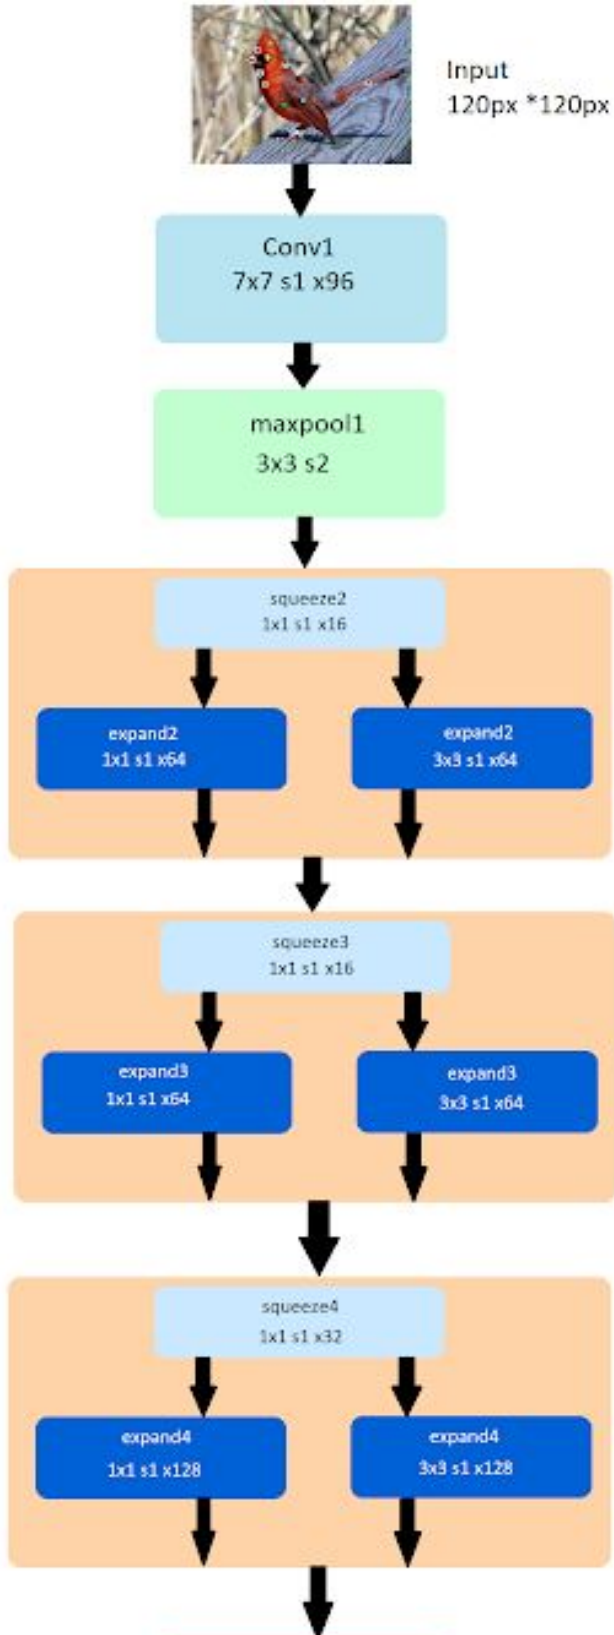 Input
120px *120px
Conv1
7x7 s1 x96
maxpool1
3x3 s2
squeeze2
1x1 s1 x16
expand2
1x1 s1 x64
expand2
3x3 s1 x64
squeeze3
1x1 s1 x16
expand3
1x1 s1 x64
expand3
3x3 s1 x64
squeeze4
1x1 s1 x32
expand4
1x1 s1 x128
expand4
3x3 s1 x128